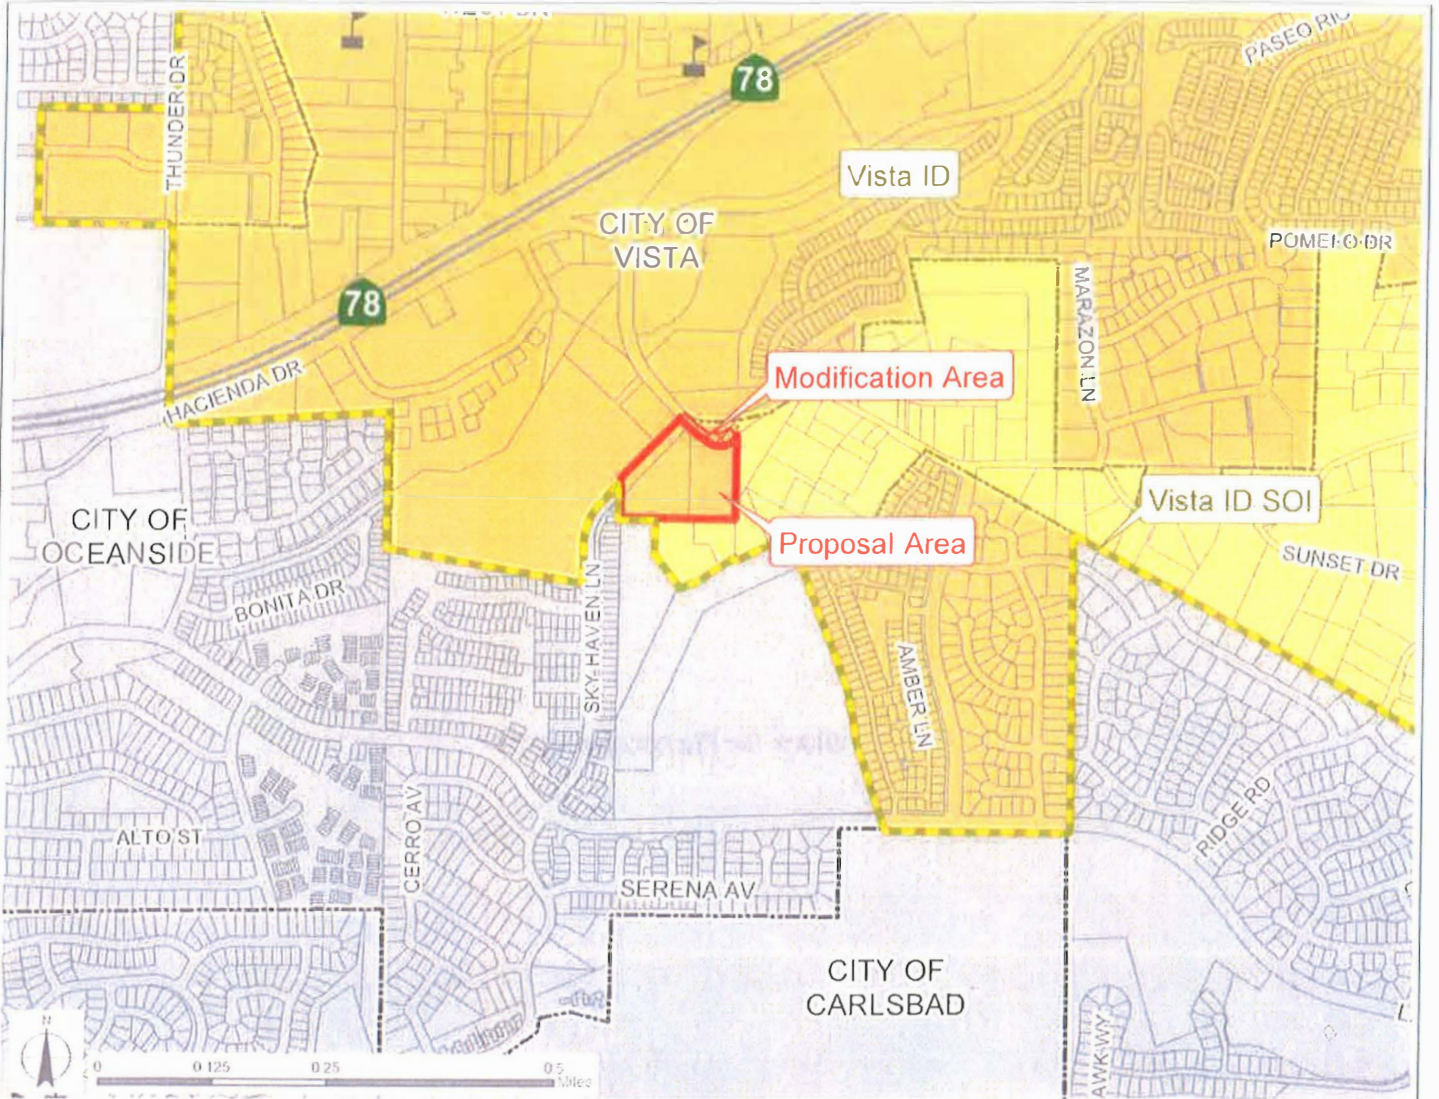 THUNDER DR
78
PASEO RIO
Vista ID
CITY OF
VISTA
POMELO DR
78
MARAZON LN
HACIENDA DR
Modification Area
Vista ID SOI
CITY OF
OCEANSIDE
Proposal Area
SUNSET DR
BONITA DR
SKY HAVEN LN
AMBER LN
RIDGE RD
ALTO ST
CERRO AV
SERENA AV
CITY OF
CARLSBAD
AWK WY
N
0 0.125 0.25 0.5
Miles